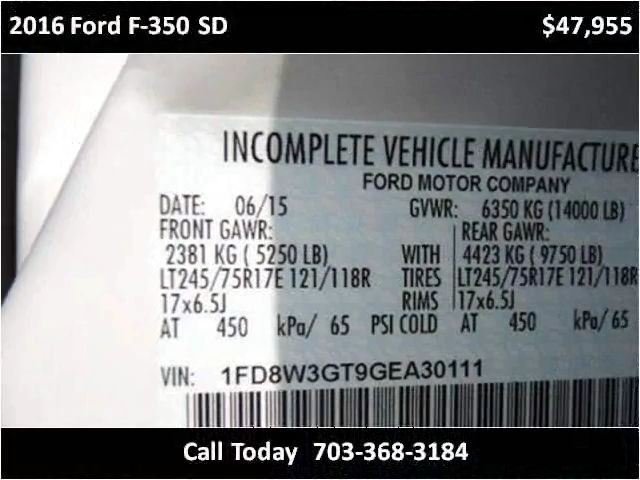 2016 Ford F-350 SD $47,955
INCOMPLETE VEHICLE MANUFACTURE
FORD MOTOR COMPANY
DATE: 06/15 GVWR: 6350 KG (14000 LB)
FRONT GAWR: REAR GAWR:
2381 KG ( 5250 LB) WITH 4423 KG ( 9750 LB)
LT245/75R17E 121/118R TIRES LT245/75R17E 121/118R
17x6.5J RIMS 17x6.5J
AT 450 kPa/ 65 PSI COLD AT 450 kPa/ 65
VIN: 1FD8W3GT9GEA30111
Call Today 703-368-3184